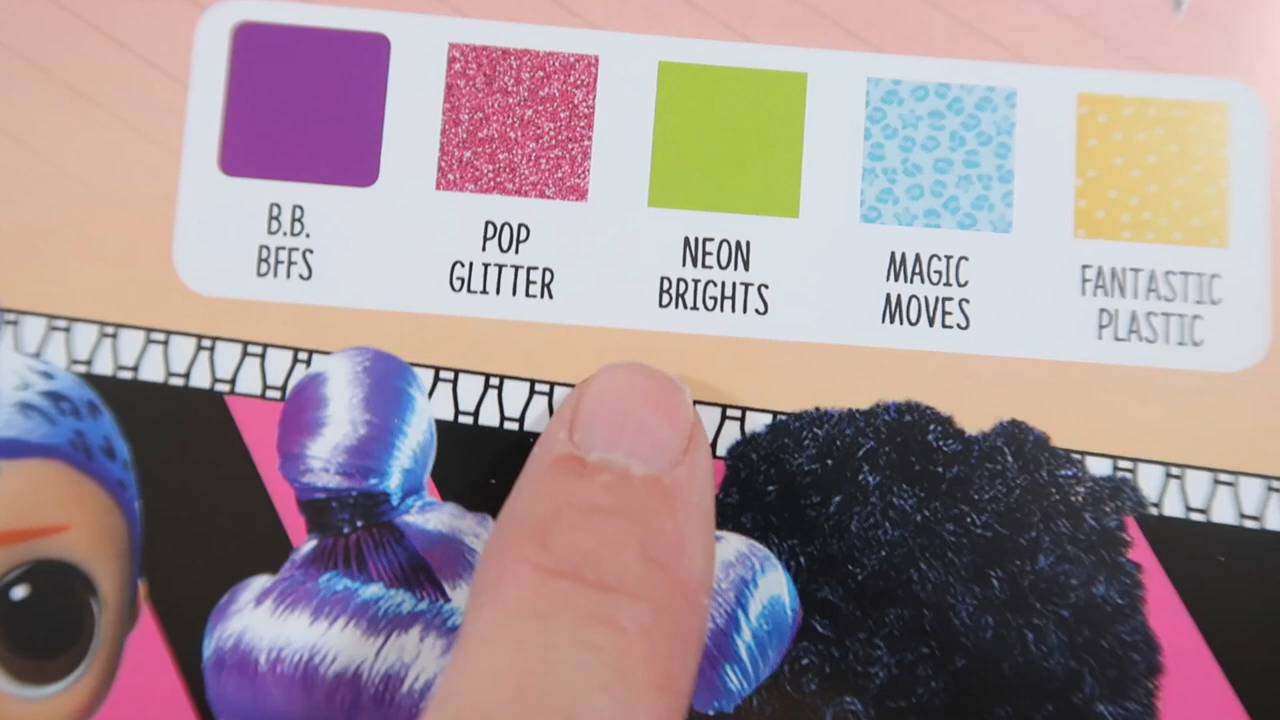 B.B.
BFFS
POP
GLITTER
NEON
BRIGHTS
MAGIC
MOVES
FANTASTIC
PLASTIC